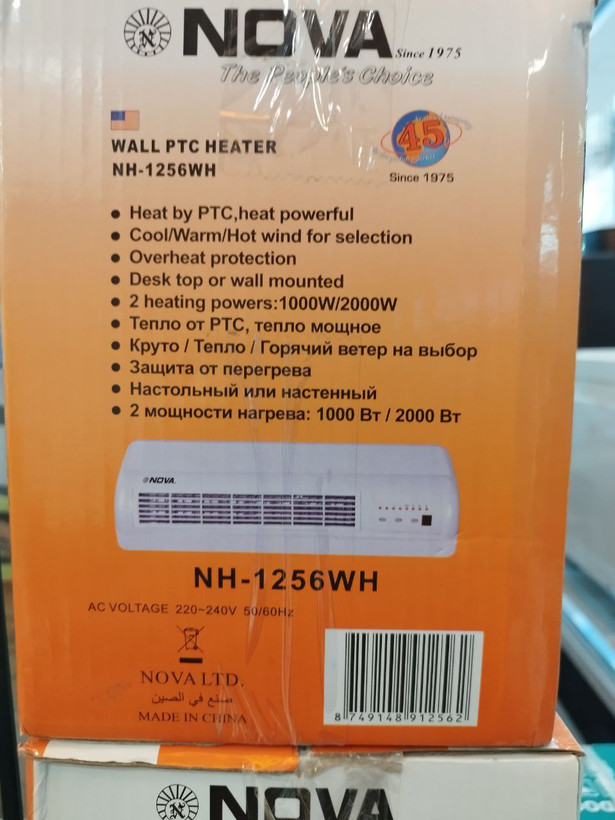 NOVA
Since 1975
The People's Choice
WALL PTC HEATER
NH-1256WH
45
Since 1975
● Heat by PTC,heat powerful
● Cool/Warm/Hot wind for selection
● Overheat protection
● Desk top or wall mounted
● 2 heating powers:1000W/2000W
● Тепло от PTC, тепло мощное
● Круто / Тепло / Горячий ветер на выбор
● Защита от перегрева
● Настольный или настенный
● 2 мощности нагрева: 1000 Вт / 2000 Вт
NOVA
NH-1256WH
AC VOLTAGE 220~240V 50/60Hz
NOVA LTD.
صنع في الصين
MADE IN CHINA
8 749148 912562
NOVA